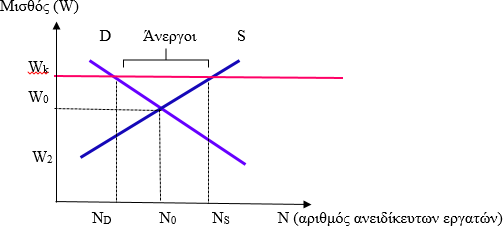 Μισθός (W)
D Άνεργοι S
Wk
W0
W2
ND N0 NS N (αριθμός ανειδίκευτων εργατών)